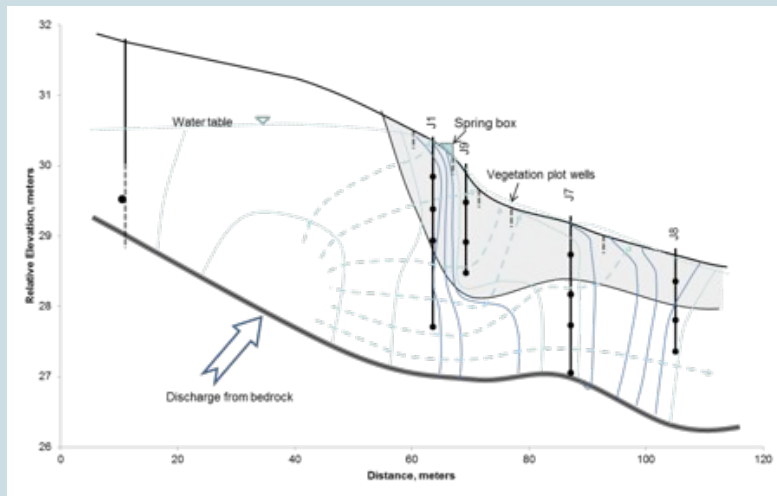 32
31
30
29
28
27
26
Relative Elevation, meters
Water table
J1
Spring box
J9
Vegetation plot wells
J7
J8
Discharge from bedrock
0
20
40
60
80
100
120
Distance, meters